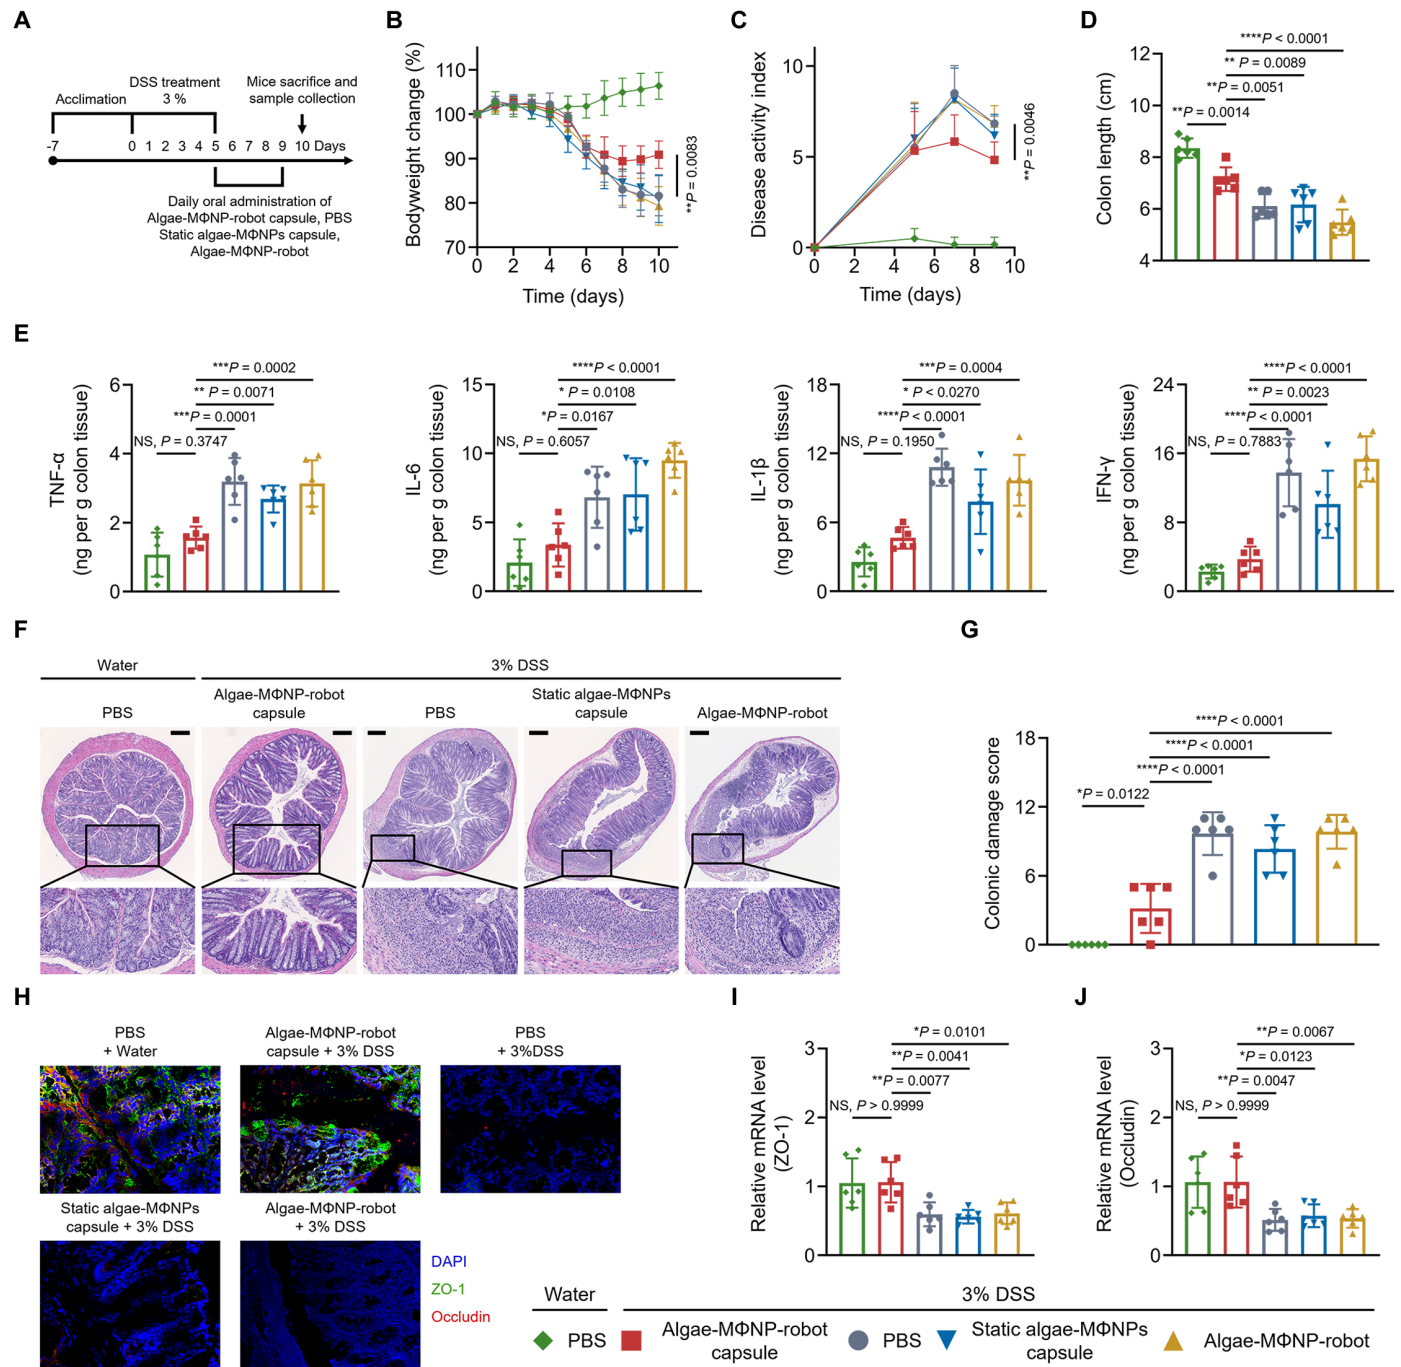 A
DSS treatment
3 %
Acclimation
Mice sacrifice and
sample collection
-7 0 1 2 3 4 5 6 7 8 9 10 Days
Daily oral administration of
Algae-MΦNP-robot capsule, PBS
Static algae-MΦNPs capsule,
Algae-MΦNP-robot
B
Bodyweight change (%)
110
100
90
80
70
0 2 4 6 8 10
Time (days)
**P = 0.0083
C
Disease activity index
10
5
0
0 2 4 6 8 10
Time (days)
**P = 0.0046
D
Colon length (cm)
12
10
8
6
4
****P < 0.0001
** P = 0.0089
**P = 0.0051
**P = 0.0014
E
TNF-α
(ng per g colon tissue)
6
4
2
0
***P = 0.0002
** P = 0.0071
***P = 0.0001
NS, P = 0.3747
IL-6
(ng per g colon tissue)
15
10
5
0
****P < 0.0001
* P = 0.0108
*P = 0.0167
NS, P = 0.6057
IL-1β
(ng per g colon tissue)
18
12
6
0
***P = 0.0004
* P < 0.0270
****P < 0.0001
NS, P = 0.1950
IFN-γ
(ng per g colon tissue)
24
16
8
0
****P < 0.0001
** P = 0.0023
****P < 0.0001
NS, P = 0.7883
F
Water
3% DSS
PBS
Algae-MΦNP-robot
capsule
PBS
Static algae-MΦNPs
capsule
Algae-MΦNP-robot
G
Colonic damage score
18
12
6
0
****P < 0.0001
****P < 0.0001
****P < 0.0001
*P = 0.0122
H
PBS
+ Water
Algae-MΦNP-robot
capsule + 3% DSS
PBS
+ 3%DSS
Static algae-MΦNPs
capsule + 3% DSS
Algae-MΦNP-robot
+ 3% DSS
DAPI
ZO-1
Occludin
I
Relative mRNA level
(ZO-1)
3
2
1
0
*P = 0.0101
**P = 0.0041
**P = 0.0077
NS, P > 0.9999
J
Relative mRNA level
(Occludin)
3
2
1
0
**P = 0.0067
*P = 0.0123
**P = 0.0047
NS, P > 0.9999
Water
3% DSS
PBS
Algae-MΦNP-robot
capsule
PBS
Static algae-MΦNPs
capsule
Algae-MΦNP-robot